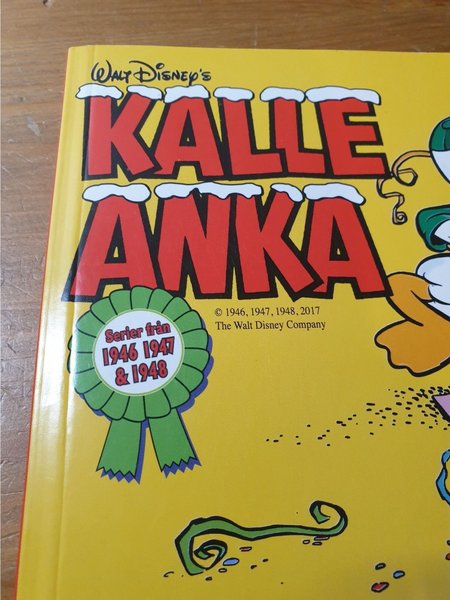 WALT DISNEY'S
KALLE
ANKA
© 1946, 1947, 1948, 2017
The Walt Disney Company
Serier från
1946 1947
& 1948